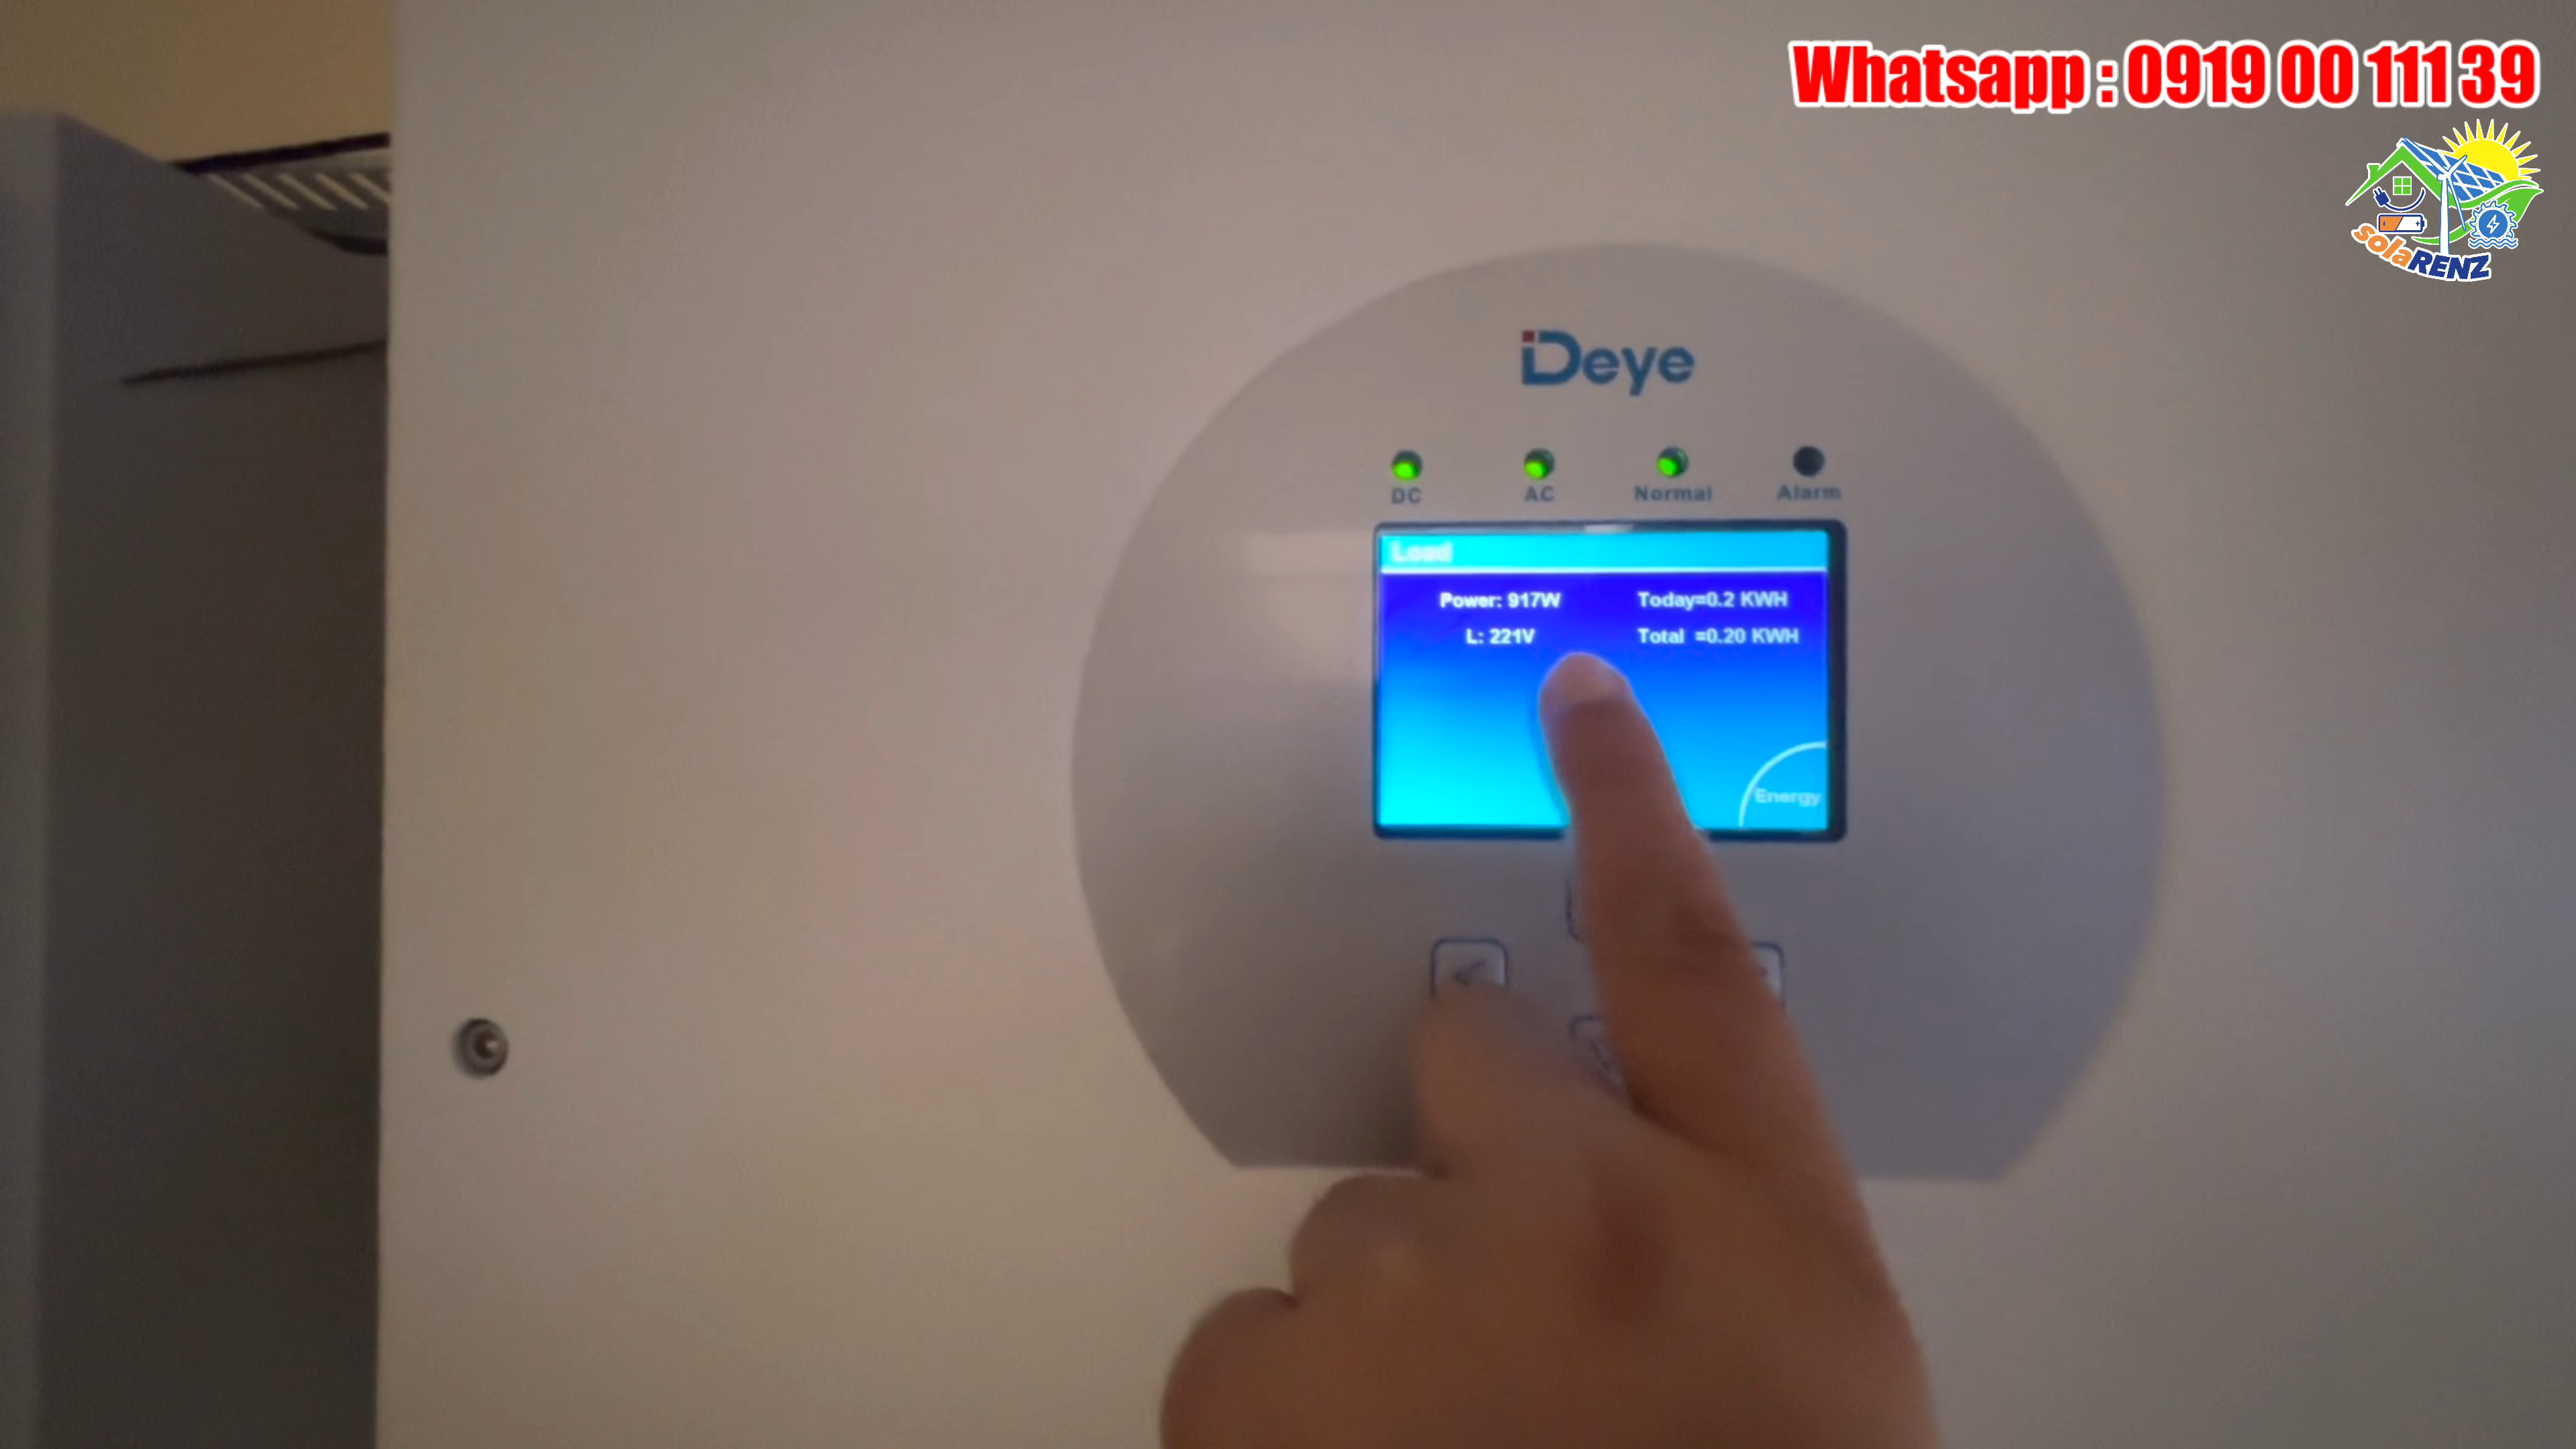 Whatsapp : 0919 00 111 39
solaRENZ
Deye
DC AC Normal Alarm
Load
Power: 917W Today=0.2 KWH
L: 221V Total =0.20 KWH
Energy